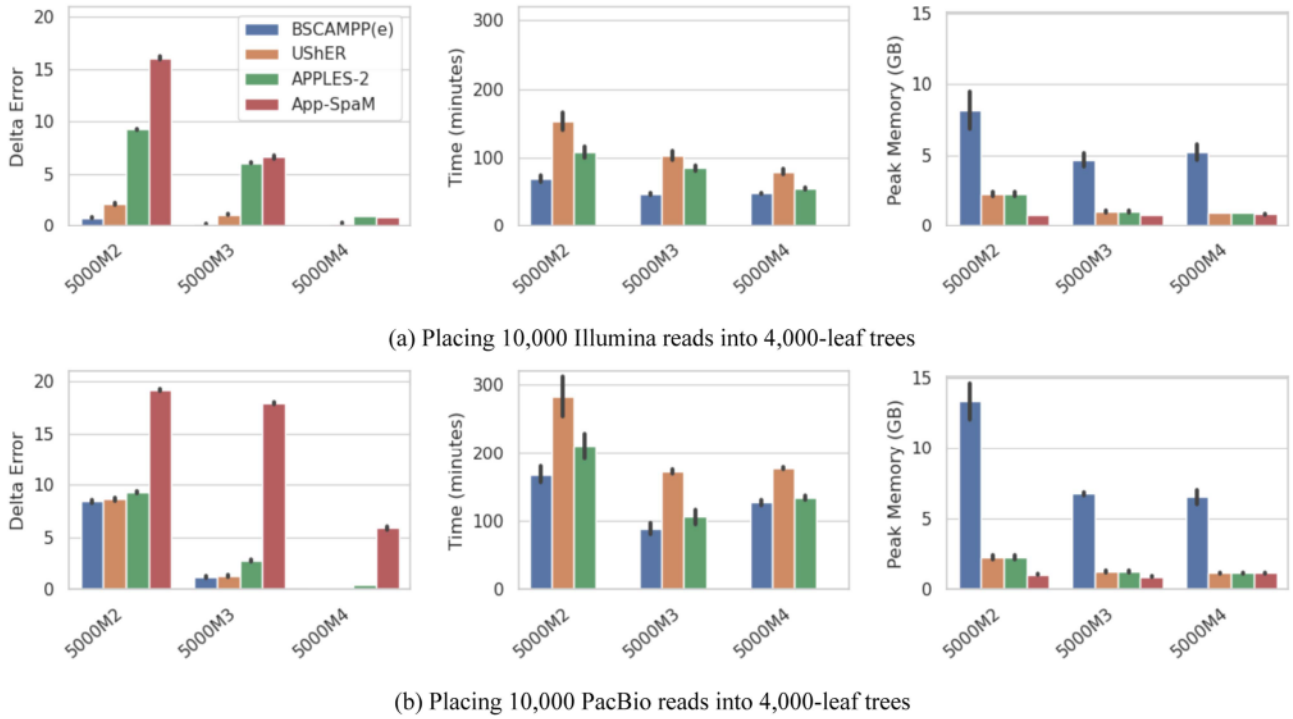 20
15
10
5
0
Delta Error
BSCAMPP(e)
UShER
APPLES-2
App-SpaM
5000M2
5000M3
5000M4
300
200
100
0
Time (minutes)
5000M2
5000M3
5000M4
15
10
5
0
Peak Memory (GB)
5000M2
5000M3
5000M4
(a) Placing 10,000 Illumina reads into 4,000-leaf trees
20
15
10
5
0
Delta Error
5000M2
5000M3
5000M4
300
200
100
0
Time (minutes)
5000M2
5000M3
5000M4
15
10
5
0
Peak Memory (GB)
5000M2
5000M3
5000M4
(b) Placing 10,000 PacBio reads into 4,000-leaf trees